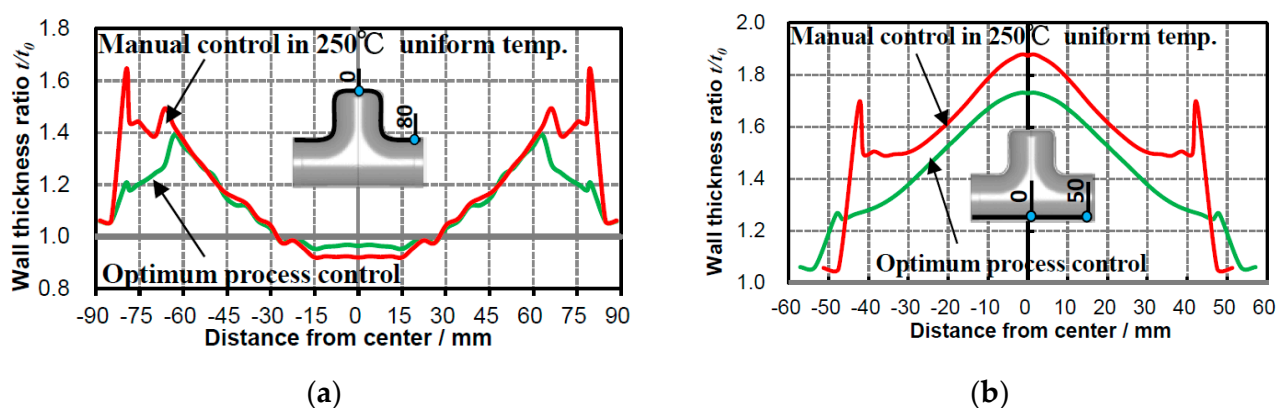 1.8
1.6
1.4
1.2
1.0
0.8
Wall thickness ratio t/t0
Manual control in 250℃ uniform temp.
0
80
Optimum process control
-90 -75 -60 -45 -30 -15 0 15 30 45 60 75 90
Distance from center / mm
(a)
2.0
1.8
1.6
1.4
1.2
1.0
Wall thickness ratio t/t0
Manual control in 250℃ uniform temp.
0
50
Optimum process control
-60 -50 -40 -30 -20 -10 0 10 20 30 40 50 60
Distance from center / mm
(b)